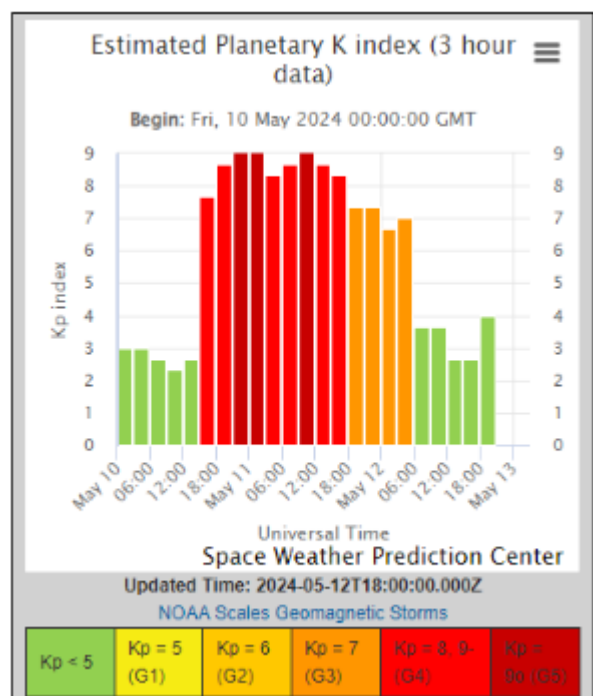 Estimated Planetary K index (3 hour
data)
Begin: Fri, 10 May 2024 00:00:00 GMT
9
8
7
6
5
4
3
2
1
0
Kp index
9
8
7
6
5
4
3
2
1
0
May 10
06:00
12:00
18:00
May 11
06:00
12:00
18:00
May 12
06:00
12:00
18:00
May 13
Universal Time
Space Weather Prediction Center
Updated Time: 2024-05-12T18:00:00.000Z
NOAA Scales Geomagnetic Storms
Kp < 5
Kp = 5
(G1)
Kp = 6
(G2)
Kp = 7
(G3)
Kp = 8, 9-
(G4)
Kp =
9o (G5)